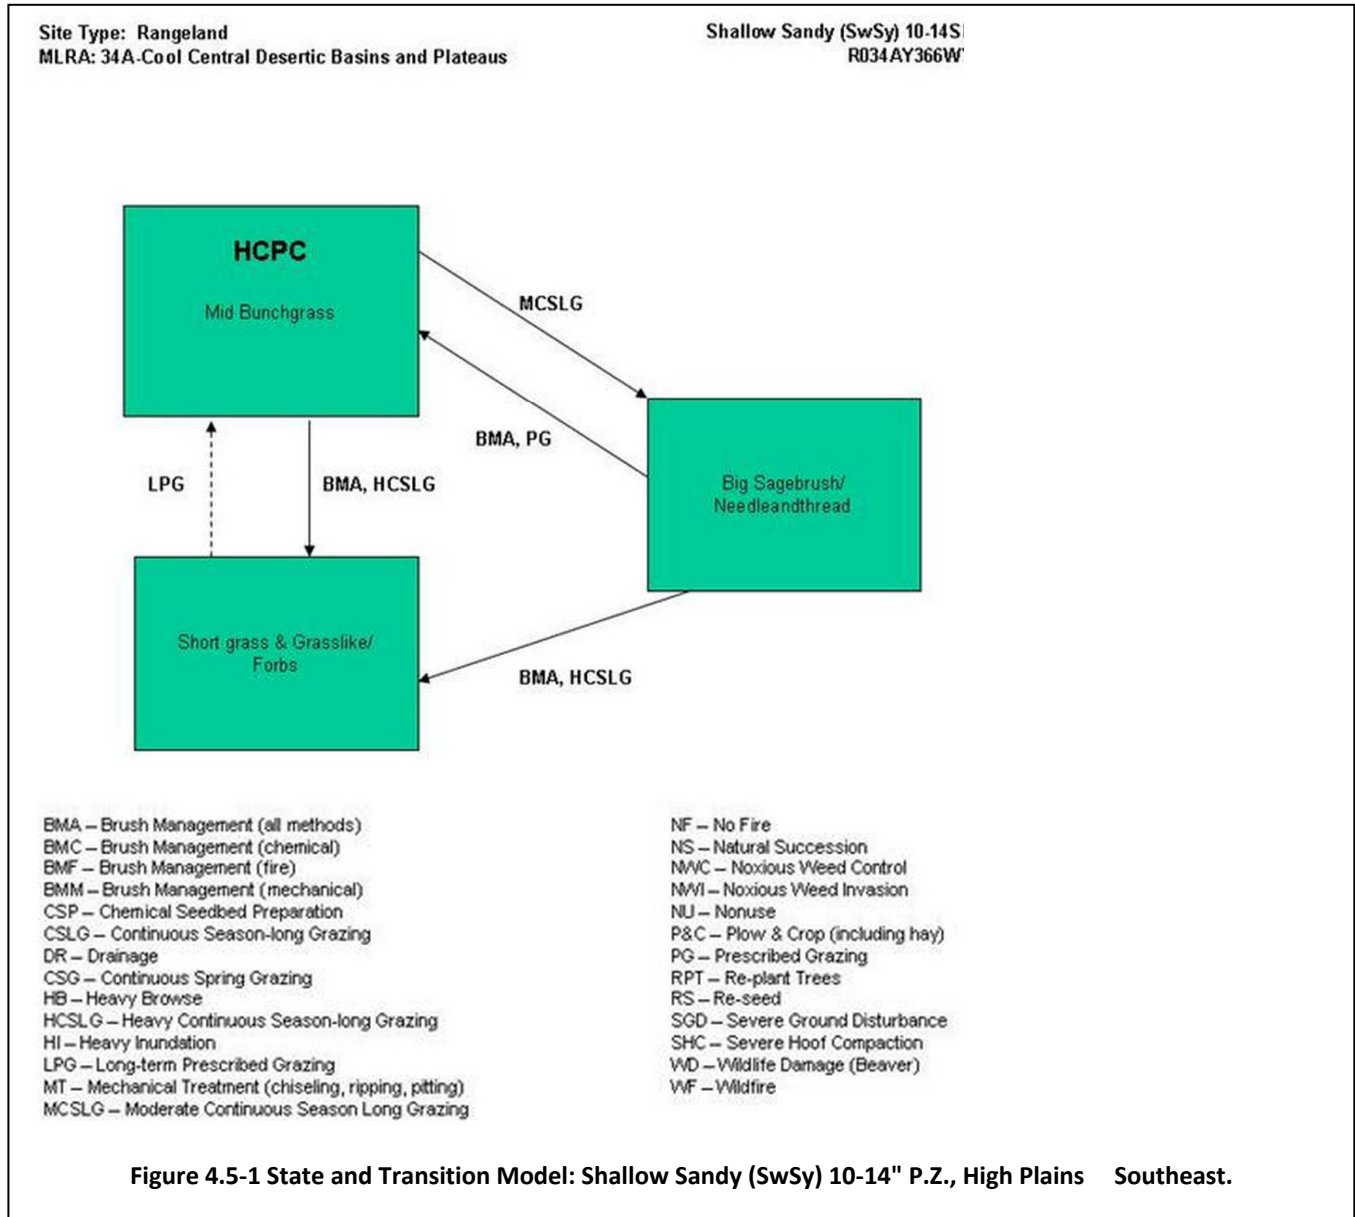 Site Type: Rangeland
MLRA: 34A-Cool Central Desertic Basins and Plateaus
Shallow Sandy (SwSy) 10-14S
R034AY366W
HCPC
Mid Bunchgrass
MCSLG
BMA, PG
LPG
BMA, HCSLG
Big Sagebrush/
Needleandthread
Short grass & Grasslike/
Forbs
BMA, HCSLG
BMA – Brush Management (all methods)
BMC – Brush Management (chemical)
BMF – Brush Management (fire)
BMM – Brush Management (mechanical)
CSP – Chemical Seedbed Preparation
CSLG – Continuous Season-long Grazing
DR – Drainage
CSG – Continuous Spring Grazing
HB – Heavy Browse
HCSLG – Heavy Continuous Season-long Grazing
HI – Heavy Inundation
LPG – Long-term Prescribed Grazing
MT – Mechanical Treatment (chiseling, ripping, pitting)
MCSLG – Moderate Continuous Season Long Grazing
NF – No Fire
NS – Natural Succession
NWC – Noxious Weed Control
NWI – Noxious Weed Invasion
NU – Nonuse
P&C – Plow & Crop (including hay)
PG – Prescribed Grazing
RPT – Re-plant Trees
RS – Re-seed
SGD – Severe Ground Disturbance
SHC – Severe Hoof Compaction
WD – Wildlife Damage (Beaver)
WF – Wildfire
Figure 4.5-1 State and Transition Model: Shallow Sandy (SwSy) 10-14" P.Z., High Plains Southeast.